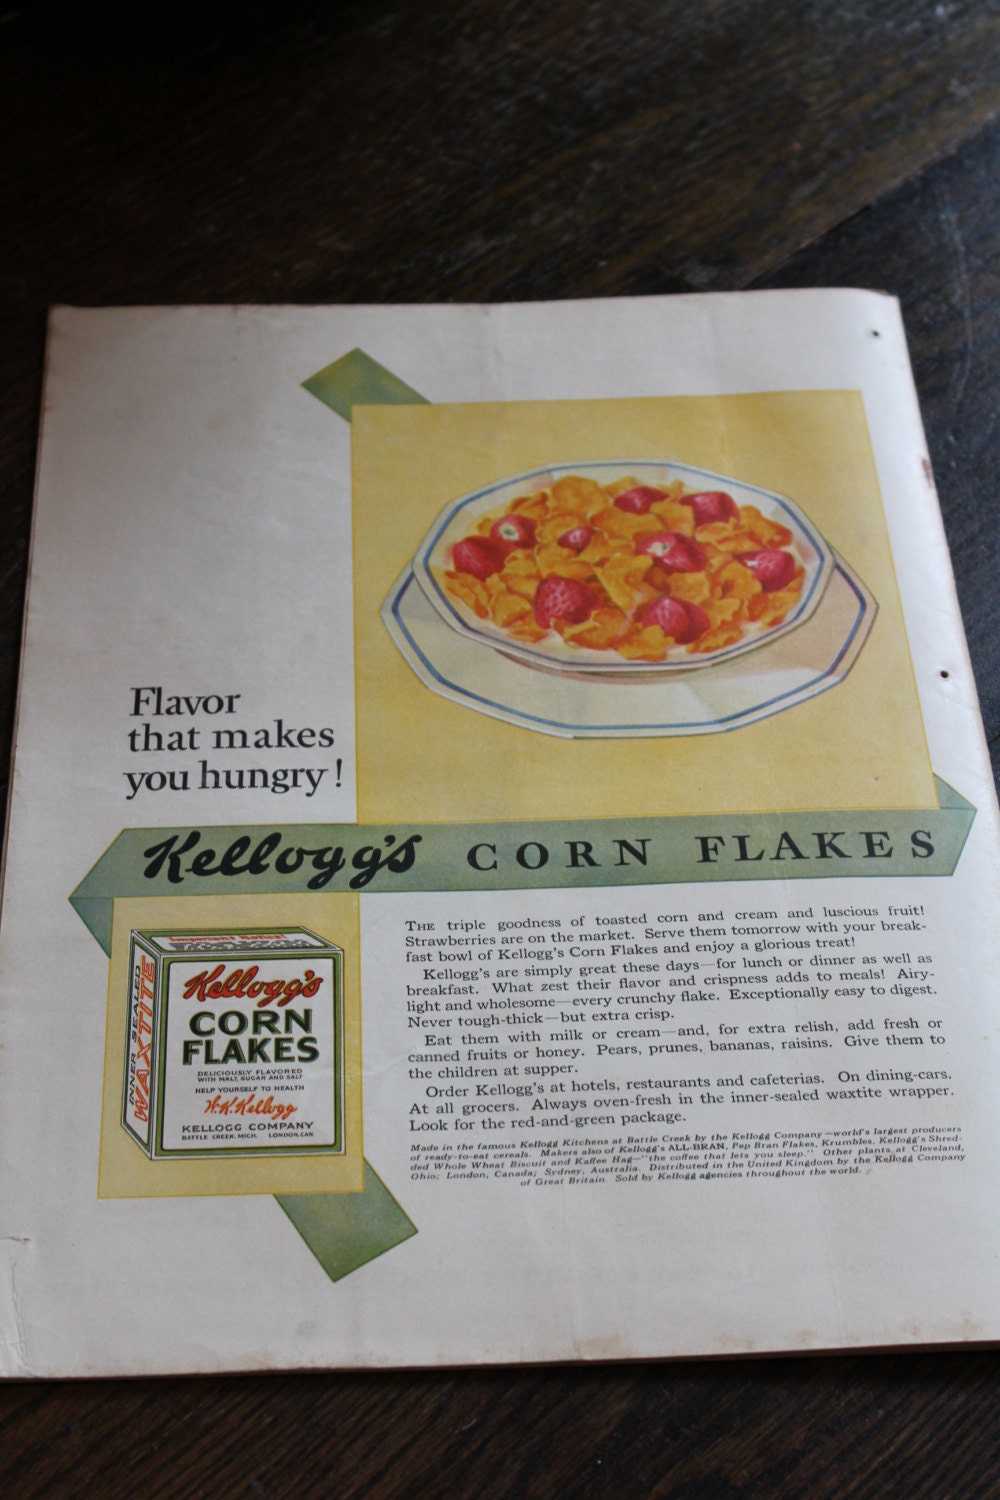 Flavor
that makes
you hungry!
Kellogg's CORN FLAKES
THE triple goodness of toasted corn and cream and luscious fruit!
Strawberries are on the market. Serve them tomorrow with your break-
fast bowl of Kellogg's Corn Flakes and enjoy a glorious treat!
Kellogg's are simply great these days—for lunch or dinner as well as
breakfast. What zest their flavor and crispness adds to meals! Airy-
light and wholesome—every crunchy flake. Exceptionally easy to digest.
Never tough-thick—but extra crisp.
Eat them with milk or cream—and, for extra relish, add fresh or
canned fruits or honey. Pears, prunes, bananas, raisins. Give them to
the children at supper.
Order Kellogg's at hotels, restaurants and cafeterias. On dining-cars.
At all grocers. Always oven-fresh in the inner-sealed waxtite wrapper.
Look for the red-and-green package.
Made in the famous Kellogg Kitchens at Battle Creek by the Kellogg Company—world's largest producers
of ready-to-eat cereals. Makers also of Kellogg's ALL-BRAN, Pep Bran Flakes, Krumbles, Kellogg's Shred-
ded Whole Wheat Biscuit and Kaffee Hag—"the coffee that lets you sleep." Other plants at Cleveland,
Ohio; London, Canada; Sydney, Australia. Distributed in the United Kingdom by the Kellogg Company
of Great Britain. Sold by Kellogg agencies throughout the world.
Important Notice!
INNER SEALED
WAXTITE
Kellogg's
CORN
FLAKES
DELICIOUSLY FLAVORED
WITH MALT, SUGAR AND SALT
HELP YOURSELF TO HEALTH
W.K. Kellogg
KELLOGG COMPANY
BATTLE CREEK, MICH. LONDON, CAN.